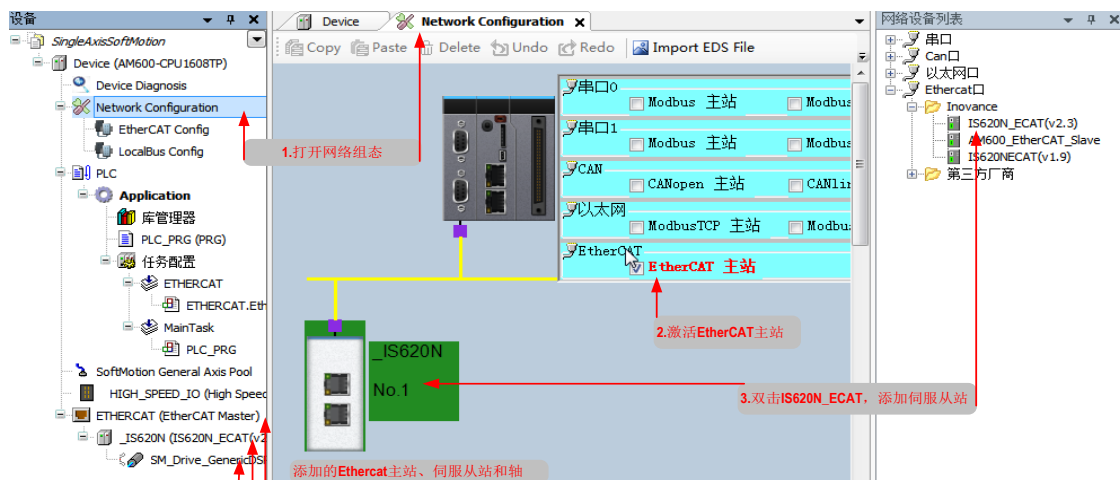 设备
SingleAxisSoftMotion
Device (AM600-CPU1608TP)
Device Diagnosis
Network Configuration
EtherCAT Config
LocalBus Config
PLC
Application
库管理器
PLC_PRG (PRG)
任务配置
ETHERCAT
ETHERCAT.Eth
MainTask
PLC_PRG
SoftMotion General Axis Pool
HIGH_SPEED_IO (High Speed
ETHERCAT (EtherCAT Master)
_IS620N (IS620N_ECAT(v2
SM_Drive_GenericDS
Device
Network Configuration
Copy Paste Delete Undo Redo Import EDS File
串口0
Modbus 主站 Modbus
串口1
Modbus 主站 Modbus
CAN
CANopen 主站 CANlin
以太网
ModbusTCP 主站 Modbu
EtherCAT
EtherCAT 主站
1.打开网络组态
2.激活EtherCAT主站
_IS620N
No.1
3.双击IS620N_ECAT，添加伺服从站
添加的Ethercat主站、伺服从站和轴
网络设备列表
串口
Can口
以太网口
Ethercat口
Inovance
IS620N_ECAT(v2.3)
AM600_EtherCAT_Slave
IS620NECAT(v1.9)
第三方厂商